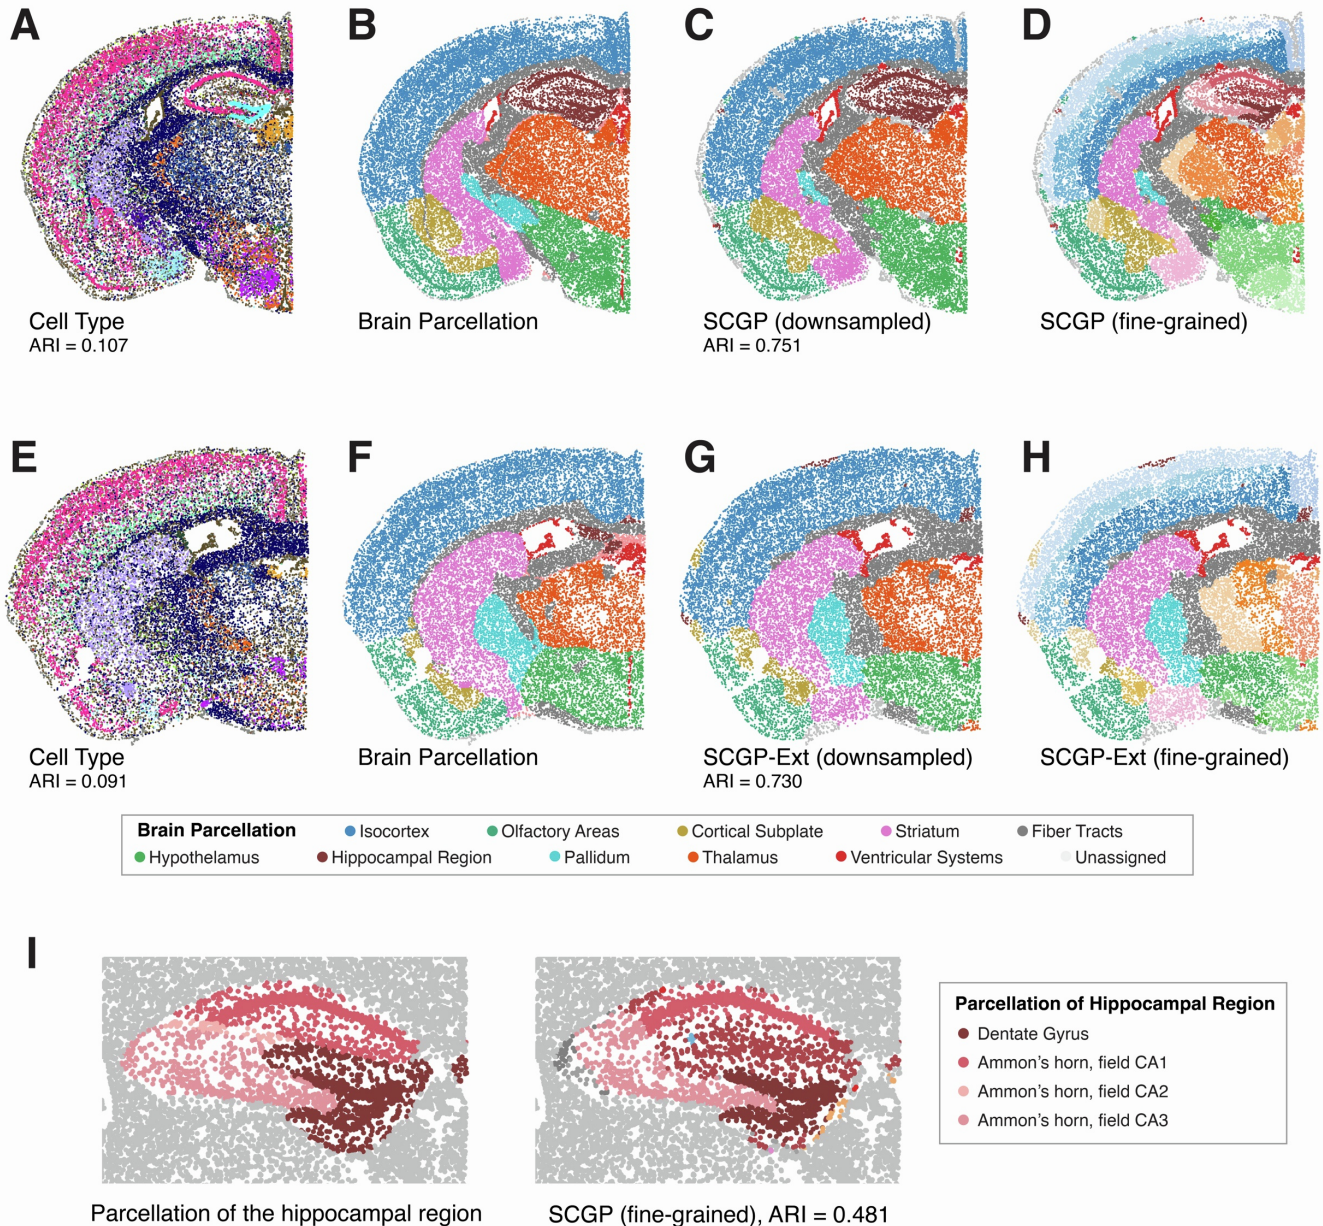 A
B
C
D
Cell Type
ARI = 0.107
Brain Parcellation
SCGP (downsampled)
ARI = 0.751
SCGP (fine-grained)
E
F
G
H
Cell Type
ARI = 0.091
Brain Parcellation
SCGP-Ext (downsampled)
ARI = 0.730
SCGP-Ext (fine-grained)
Brain Parcellation Isocortex Olfactory Areas Cortical Subplate Striatum Fiber Tracts
Hypothalamus Hippocampal Region Pallidum Thalamus Ventricular Systems Unassigned
I
Parcellation of Hippocampal Region
Dentate Gyrus
Ammon's horn, field CA1
Ammon's horn, field CA2
Ammon's horn, field CA3
Parcellation of the hippocampal region
SCGP (fine-grained), ARI = 0.481